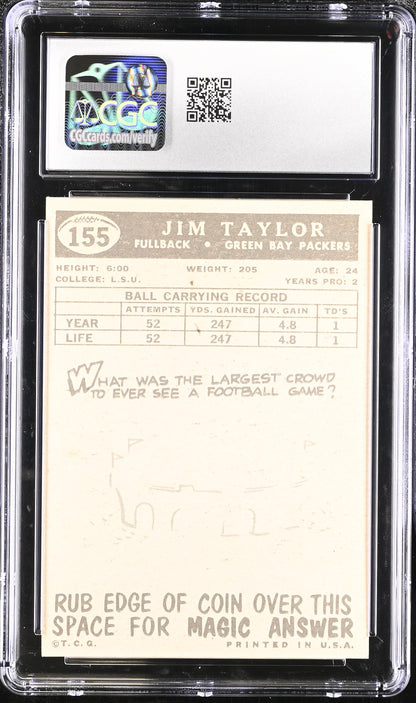 CGC
CGCcards.com/verify
155
JIM TAYLOR
FULLBACK • GREEN BAY PACKERS
HEIGHT: 6:00 WEIGHT: 205 AGE: 24
COLLEGE: L.S.U. YEARS PRO: 2
BALL CARRYING RECORD
ATTEMPTS YDS. GAINED AV. GAIN TD'S
YEAR 52 247 4.8 1
LIFE 52 247 4.8 1
WHAT WAS THE LARGEST CROWD
TO EVER SEE A FOOTBALL GAME?
RUB EDGE OF COIN OVER THIS
SPACE FOR MAGIC ANSWER
©T.C.G. PRINTED IN U.S.A.